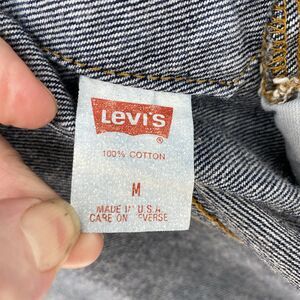 Levi's
®
100% COTTON
M
MADE IN U.S.A.
CARE ON REVERSE